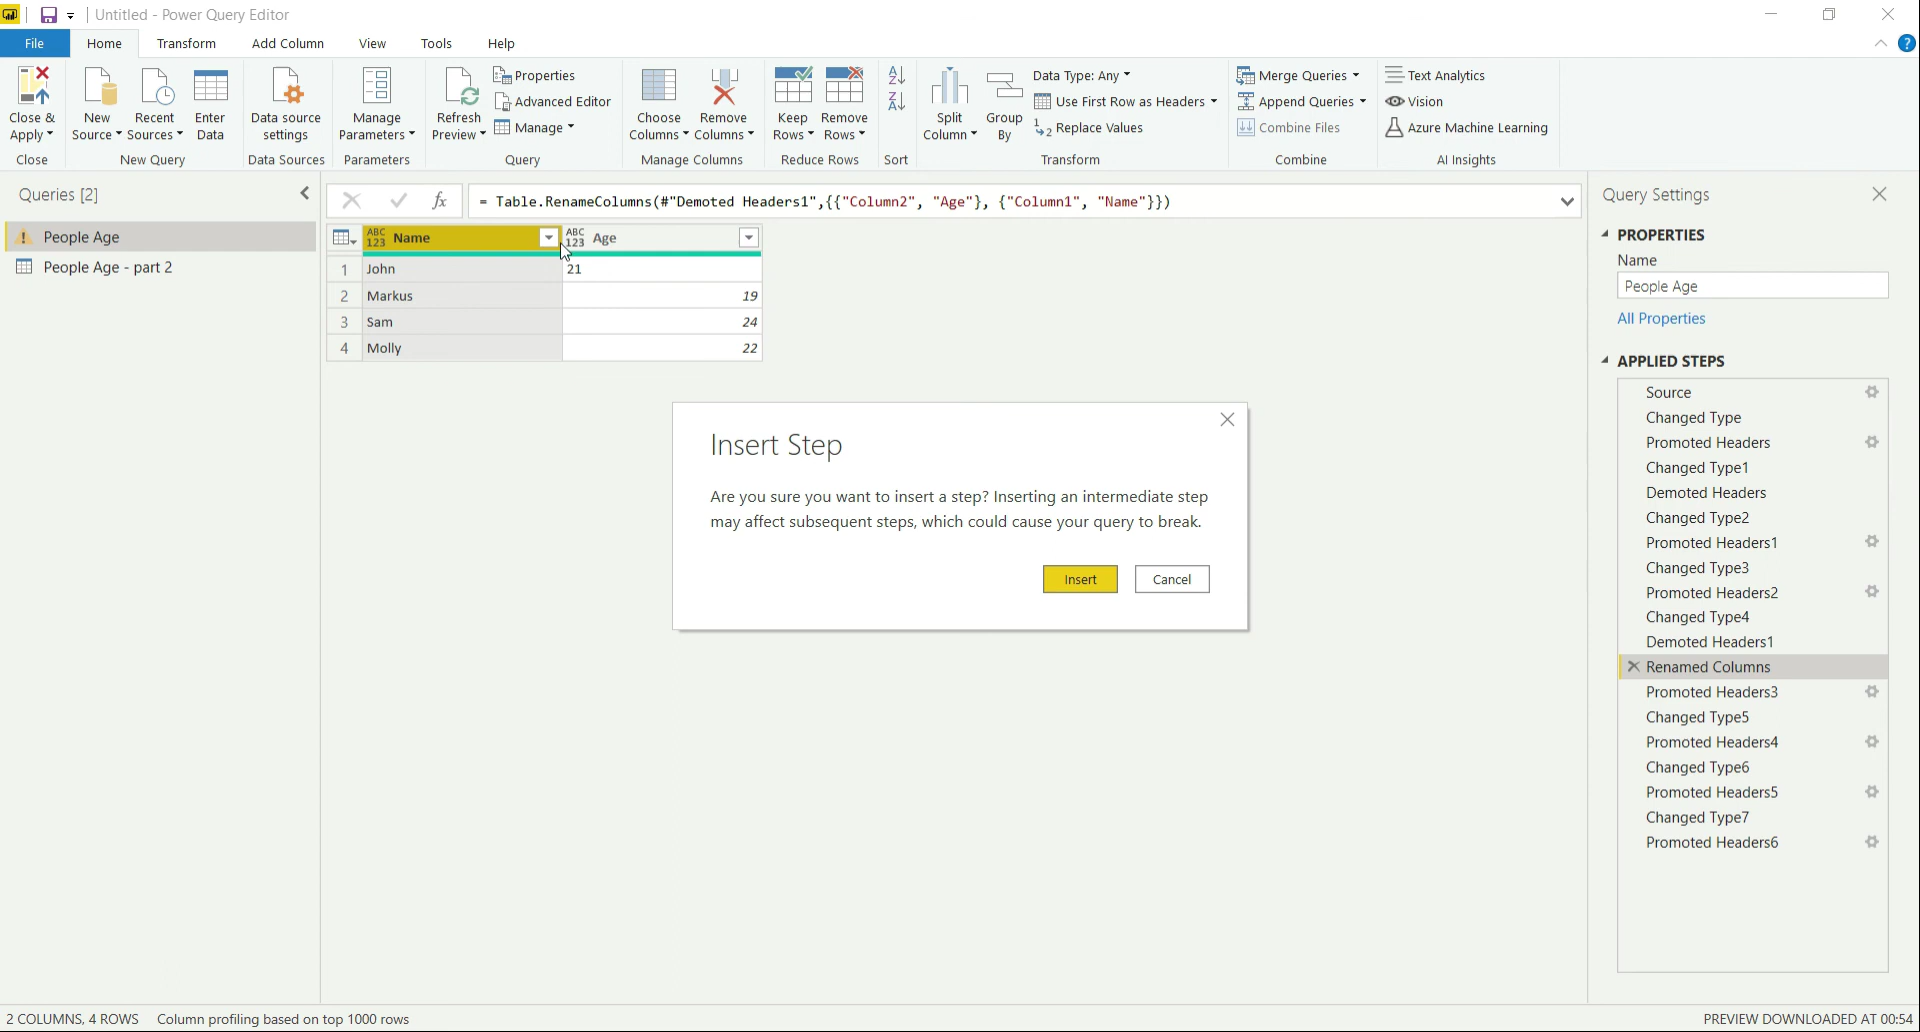 Untitled - Power Query Editor
File Home Transform Add Column View Tools Help
Close & Apply
Close
New Source
Recent Sources
Enter Data
New Query
Data source settings
Data Sources
Manage Parameters
Parameters
Refresh Preview
Properties
Advanced Editor
Manage
Query
Choose Columns
Remove Columns
Manage Columns
Keep Rows
Remove Rows
Reduce Rows
Sort
Split Column
Group By
Data Type: Any
Use First Row as Headers
Replace Values
Transform
Merge Queries
Append Queries
Combine Files
Combine
Text Analytics
Vision
Azure Machine Learning
AI Insights
Queries [2]
People Age
People Age - part 2
fx = Table.RenameColumns(#"Demoted Headers1",{{"Column2", "Age"}, {"Column1", "Name"}})
ABC 123 Name ABC 123 Age
1 John 21
2 Markus 19
3 Sam 24
4 Molly 22
Insert Step
Are you sure you want to insert a step? Inserting an intermediate step
may affect subsequent steps, which could cause your query to break.
Insert Cancel
Query Settings
PROPERTIES
Name
People Age
All Properties
APPLIED STEPS
Source
Changed Type
Promoted Headers
Changed Type1
Demoted Headers
Changed Type2
Promoted Headers1
Changed Type3
Promoted Headers2
Changed Type4
Demoted Headers1
Renamed Columns
Promoted Headers3
Changed Type5
Promoted Headers4
Changed Type6
Promoted Headers5
Changed Type7
Promoted Headers6
2 COLUMNS, 4 ROWS Column profiling based on top 1000 rows
PREVIEW DOWNLOADED AT 00:54